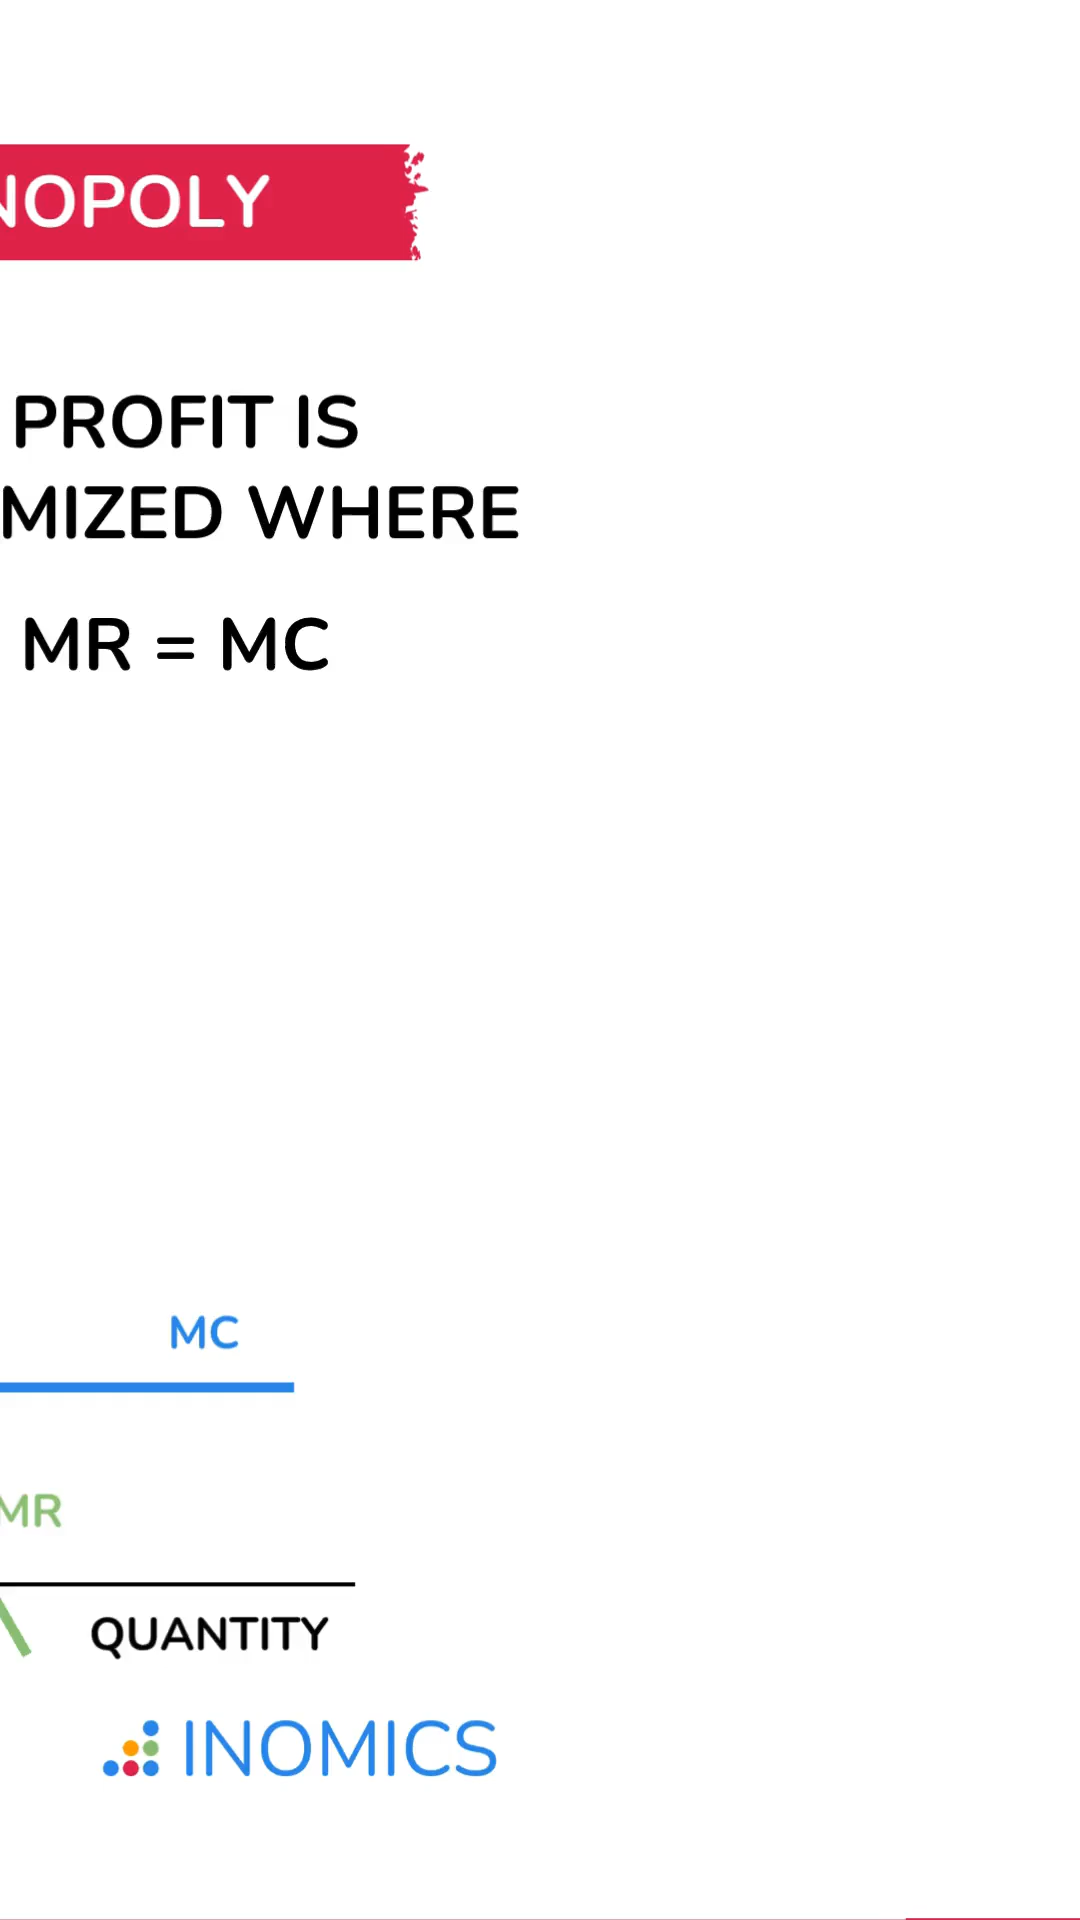 NOPOLY
PROFIT IS
MIZED WHERE
MR = MC
MC
MR
QUANTITY
INOMICS